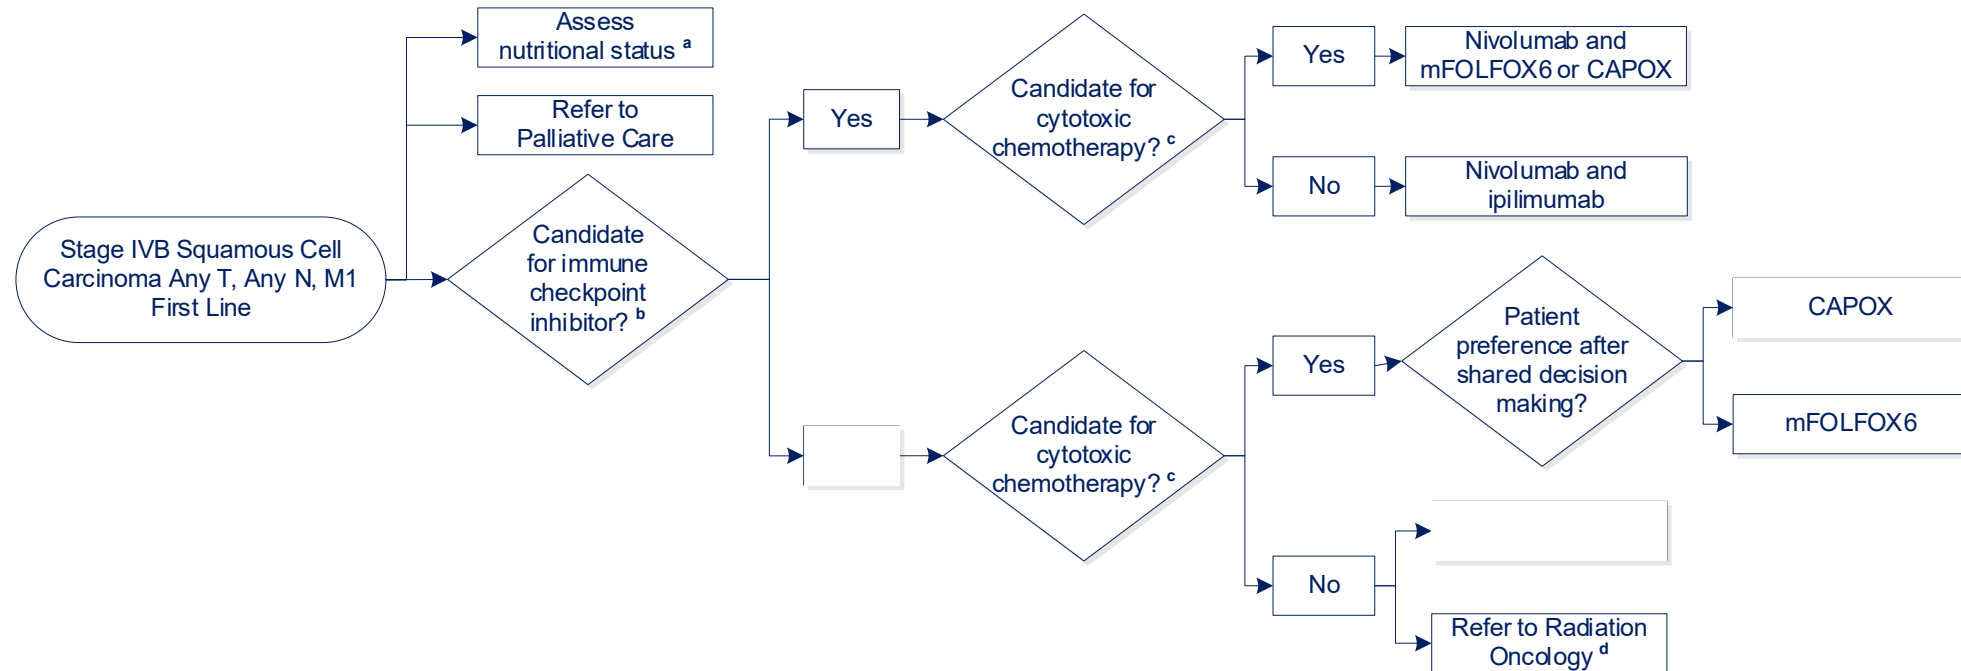 Assess
nutritional status a
Refer to
Palliative Care
Stage IVB Squamous Cell
Carcinoma Any T, Any N, M1
First Line
Candidate
for immune
checkpoint
inhibitor? b
Yes
Candidate for
cytotoxic
chemotherapy? c
Yes
Nivolumab and
mFOLFOX6 or CAPOX
No
Nivolumab and
ipilimumab
Candidate for
cytotoxic
chemotherapy? c
Yes
Patient
preference after
shared decision
making?
CAPOX
mFOLFOX6
No
Refer to Radiation
Oncology d